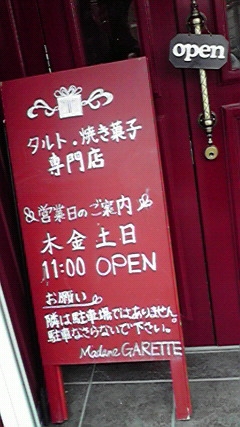 open
タルト・焼き菓子
専門店
営業日のご案内
木金土日
11:00 OPEN
お願い
隣は駐車場ではありません。
駐車なさらないで下さい。
Madame GARETTE